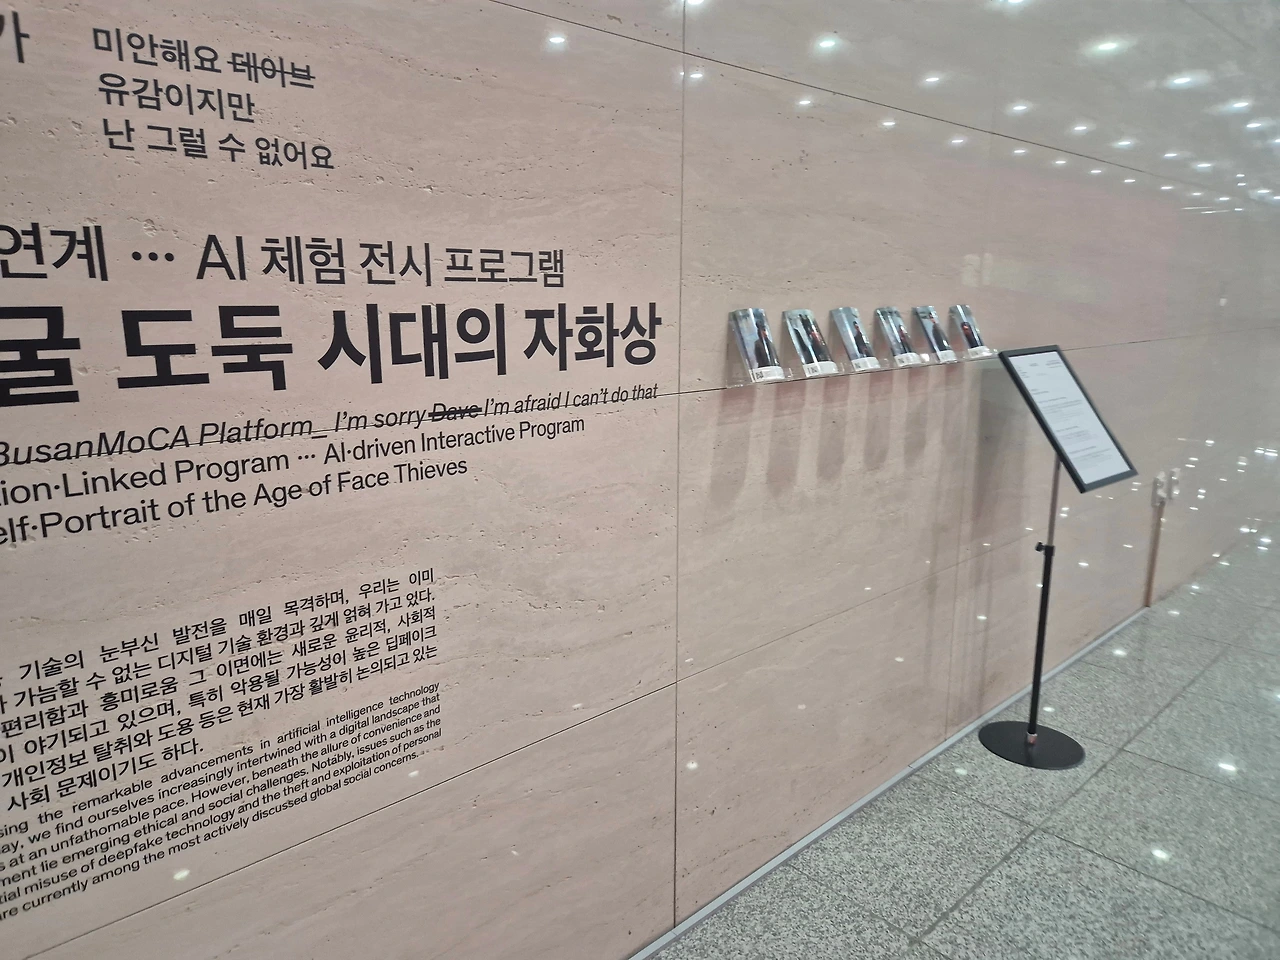 가
미안해요 데이브
유감이지만
난 그럴 수 없어요
연계 … AI 체험 전시 프로그램
굴 도둑 시대의 자화상
BusanMoCA Platform_ I'm sorry Dave I'm afraid I can't do that
tion·Linked Program ··· AI·driven Interactive Program
elf·Portrait of the Age of Face Thieves
기술의 눈부신 발전을 매일 목격하며, 우리는 이미
가늠할 수 없는 디지털 기술 환경과 깊게 얽혀 가고 있다.
편리함과 흥미로움 그 이면에는 새로운 윤리적, 사회적
이 야기되고 있으며, 특히 악용될 가능성이 높은 딥페이크
개인정보 탈취와 도용 등은 현재 가장 활발히 논의되고 있는
사회 문제이기도 하다.
sing the remarkable advancements in artificial intelligence technology
ay, we find ourselves increasingly intertwined with a digital landscape that
s at an unfathomable pace. However, beneath the allure of convenience and
ment lie emerging ethical and social challenges. Notably, issues such as the
tial misuse of deepfake technology and the theft and exploitation of personal
are currently among the most actively discussed global social concerns.